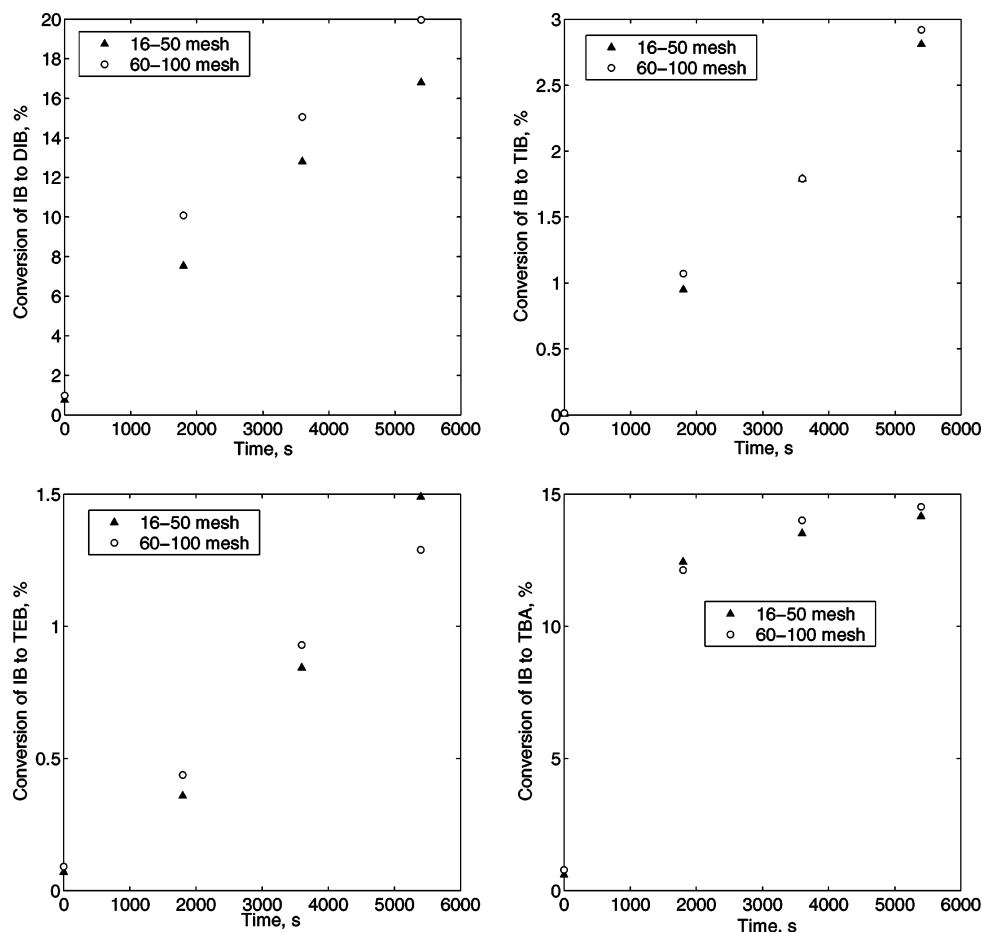 Conversion of IB to DIB, %
20
18
16
14
12
10
8
6
4
2
0
16–50 mesh
60–100 mesh
0 1000 2000 3000 4000 5000 6000
Time, s
Conversion of IB to TIB, %
3
2.5
2
1.5
1
0.5
0
16–50 mesh
60–100 mesh
0 1000 2000 3000 4000 5000 6000
Time, s
Conversion of IB to TEB, %
1.5
1
0.5
0
16–50 mesh
60–100 mesh
0 1000 2000 3000 4000 5000 6000
Time, s
Conversion of IB to TBA, %
15
10
5
0
16–50 mesh
60–100 mesh
0 1000 2000 3000 4000 5000 6000
Time, s